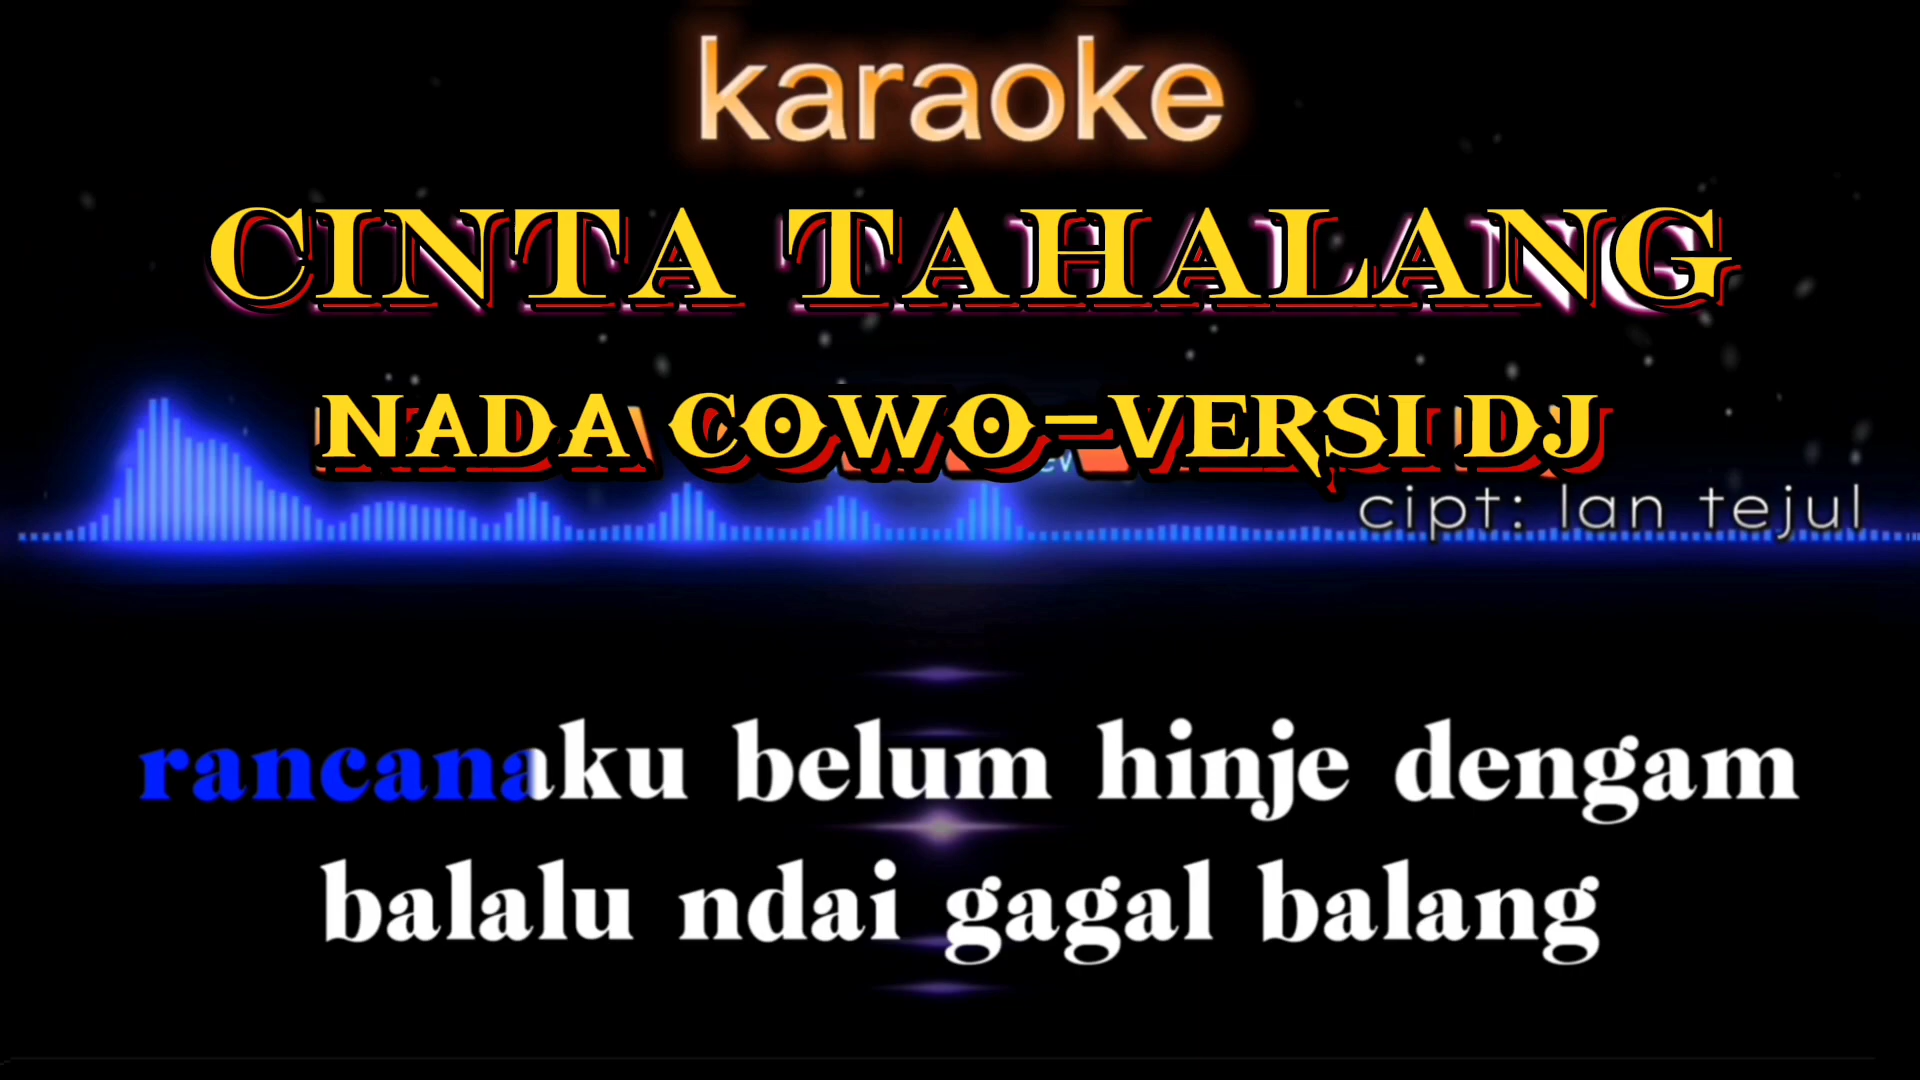 karaoke
CINTA TAHALANG
NADA COWO-VERSI DJ
cipt: lan tejul
rancanaku belum hinje dengam
balalu ndai gagal balang